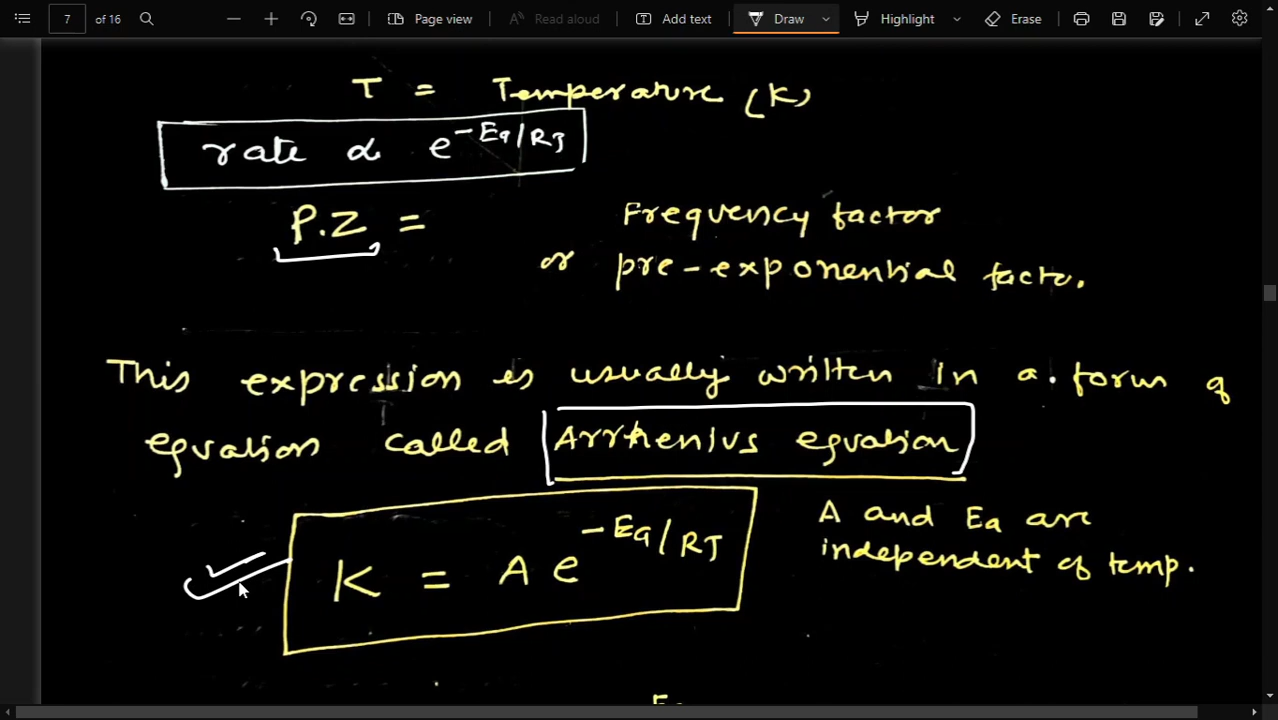 7 of 16 Page view Read aloud Add text Draw Highlight Erase
T = Temperature (K)
rate ∝ e^-Ea/RT
P.Z = Frequency factor
or pre-exponential facto.
This expression is usually written in a form of
equation called Arrhenius equation
K = A e^-Ea/RT
A and Ea are
independent of temp.